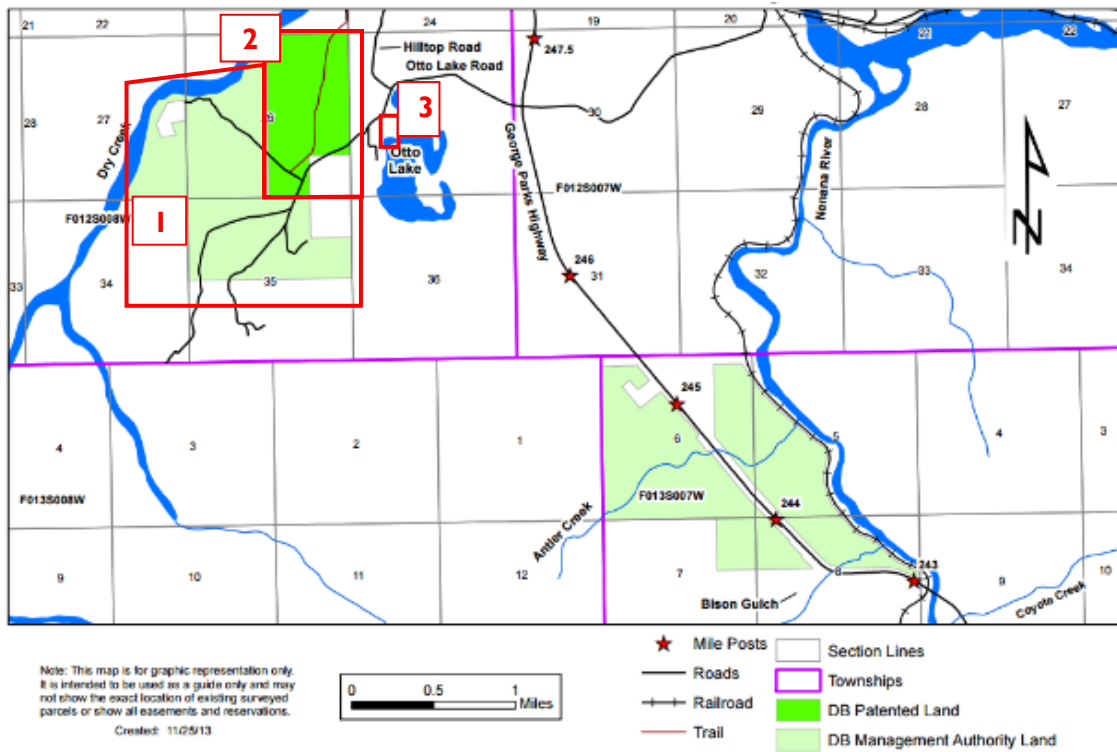 21 22 24 19 20 21 22
2
Hilltop Road
Otto Lake Road
247.5
3
28 27 26 30 29 28 27
Dry Creek
Otto
Lake
George Parks Highway
F012S007W
Nenana River
1
F012S008W
33 34 35 36 246 31 32 33 34
245
4 3 2 1 6 5 4 3
F013S008W
F013S007W
244
Antler Creek
9 10 11 12 7 8 243 9 10
Bison Gulch
Coyote Creek
N
Note: This map is for graphic representation only.
It is intended to be used as a guide only and may
not show the exact location of existing surveyed
parcels or show all easements and reservations.
Created: 11/25/13
0 0.5 1
Miles
Mile Posts
Roads
Railroad
Trail
Section Lines
Townships
DB Patented Land
DB Management Authority Land